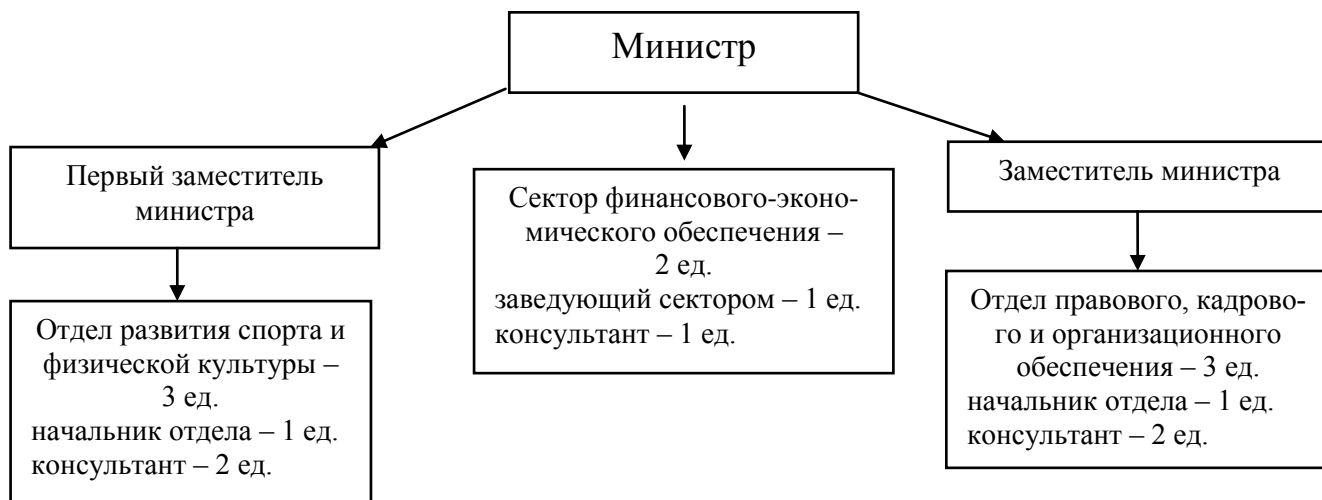 Министр
Первый заместитель
министра
Сектор финансового-эконо-
мического обеспечения –
2 ед.
заведующий сектором – 1 ед.
консультант – 1 ед.
Заместитель министра
Отдел развития спорта и
физической культуры –
3 ед.
начальник отдела – 1 ед.
консультант – 2 ед.
Отдел правового, кадрово-
го и организационного
обеспечения – 3 ед.
начальник отдела – 1 ед.
консультант – 2 ед.